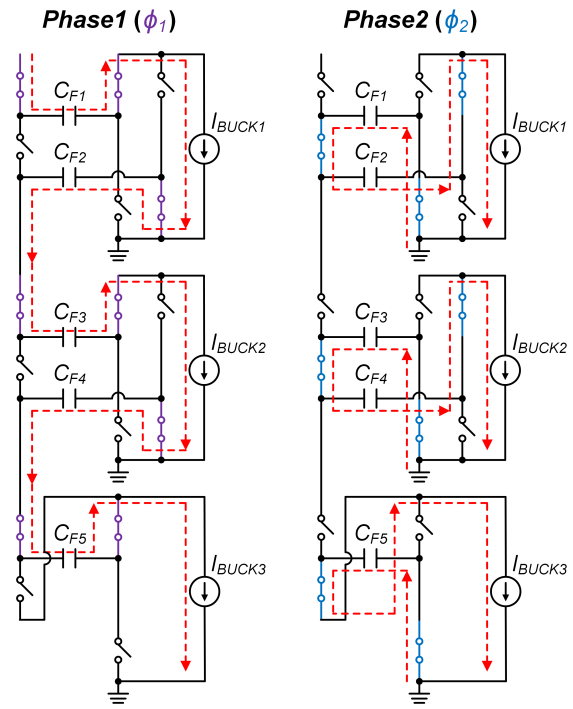 Phase1 (ϕ1)
Phase2 (ϕ2)
CF1
IBUCK1
CF2
CF3
IBUCK2
CF4
CF5
IBUCK3
CF1
IBUCK1
CF2
CF3
IBUCK2
CF4
CF5
IBUCK3